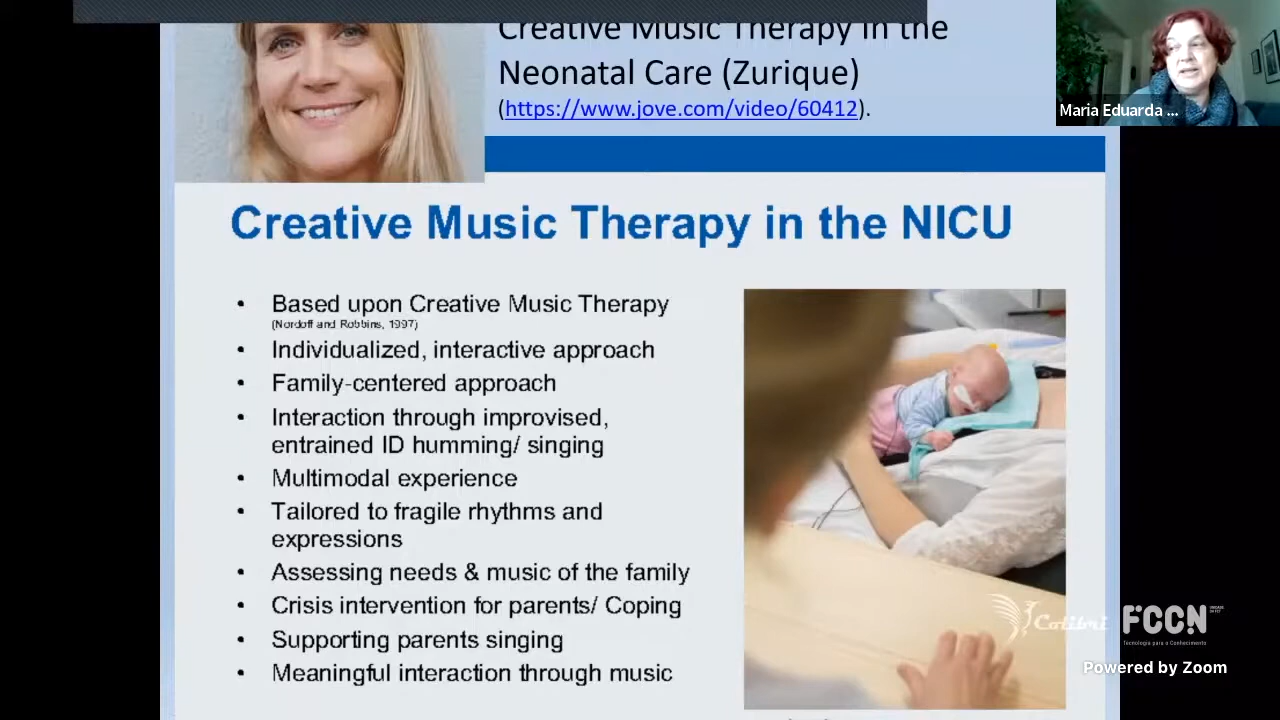 Creative Music Therapy in the
Neonatal Care (Zurique)
(https://www.jove.com/video/60412).
Maria Eduarda ...
Creative Music Therapy in the NICU
• Based upon Creative Music Therapy
(Nordoff and Robbins, 1997)
• Individualized, interactive approach
• Family-centered approach
• Interaction through improvised,
entrained ID humming/ singing
• Multimodal experience
• Tailored to fragile rhythms and
expressions
• Assessing needs & music of the family
• Crisis intervention for parents/ Coping
• Supporting parents singing
• Meaningful interaction through music
Colibri
FCCN
Tecnologia para o Conhecimento
Powered by Zoom